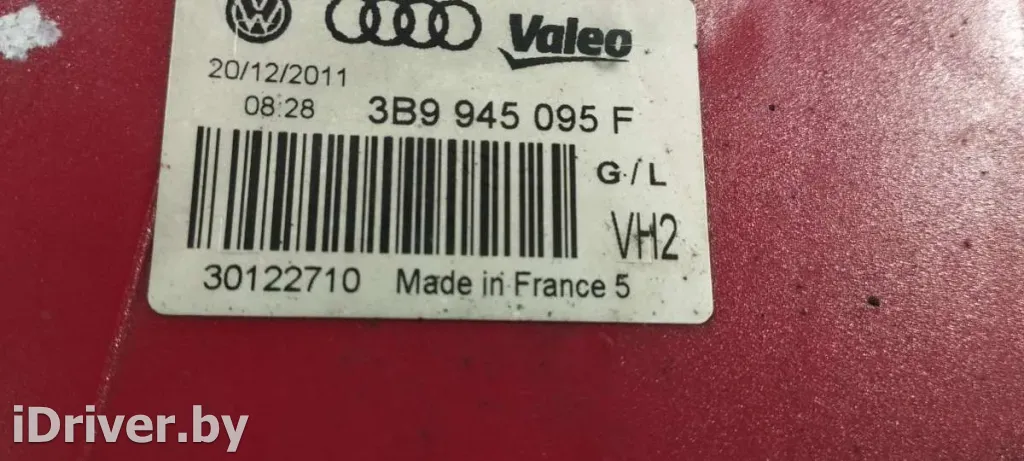 Valeo
20/12/2011
08:28 3B9 945 095 F
G/L
VH2
30122710 Made in France 5
iDriver.by